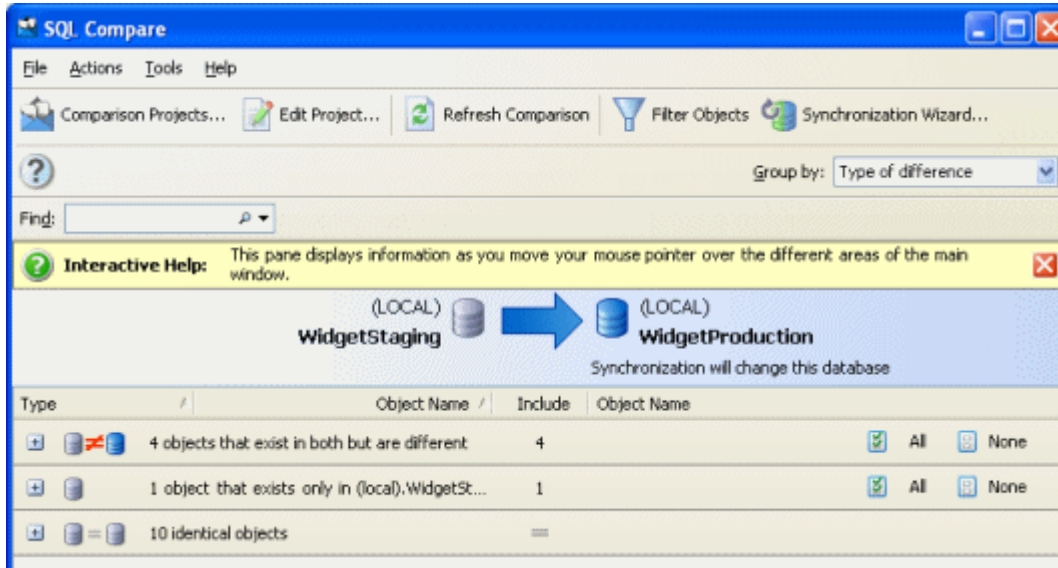 SQL Compare
File Actions Tools Help
Comparison Projects... Edit Project... Refresh Comparison Filter Objects Synchronization Wizard...
Group by: Type of difference
Find:
Interactive Help: This pane displays information as you move your mouse pointer over the different areas of the main
window.
(LOCAL) (LOCAL)
WidgetStaging WidgetProduction
Synchronization will change this database
Type Object Name Include Object Name
4 objects that exist in both but are different 4 All None
1 object that exists only in (local).WidgetSt... 1 All None
10 identical objects